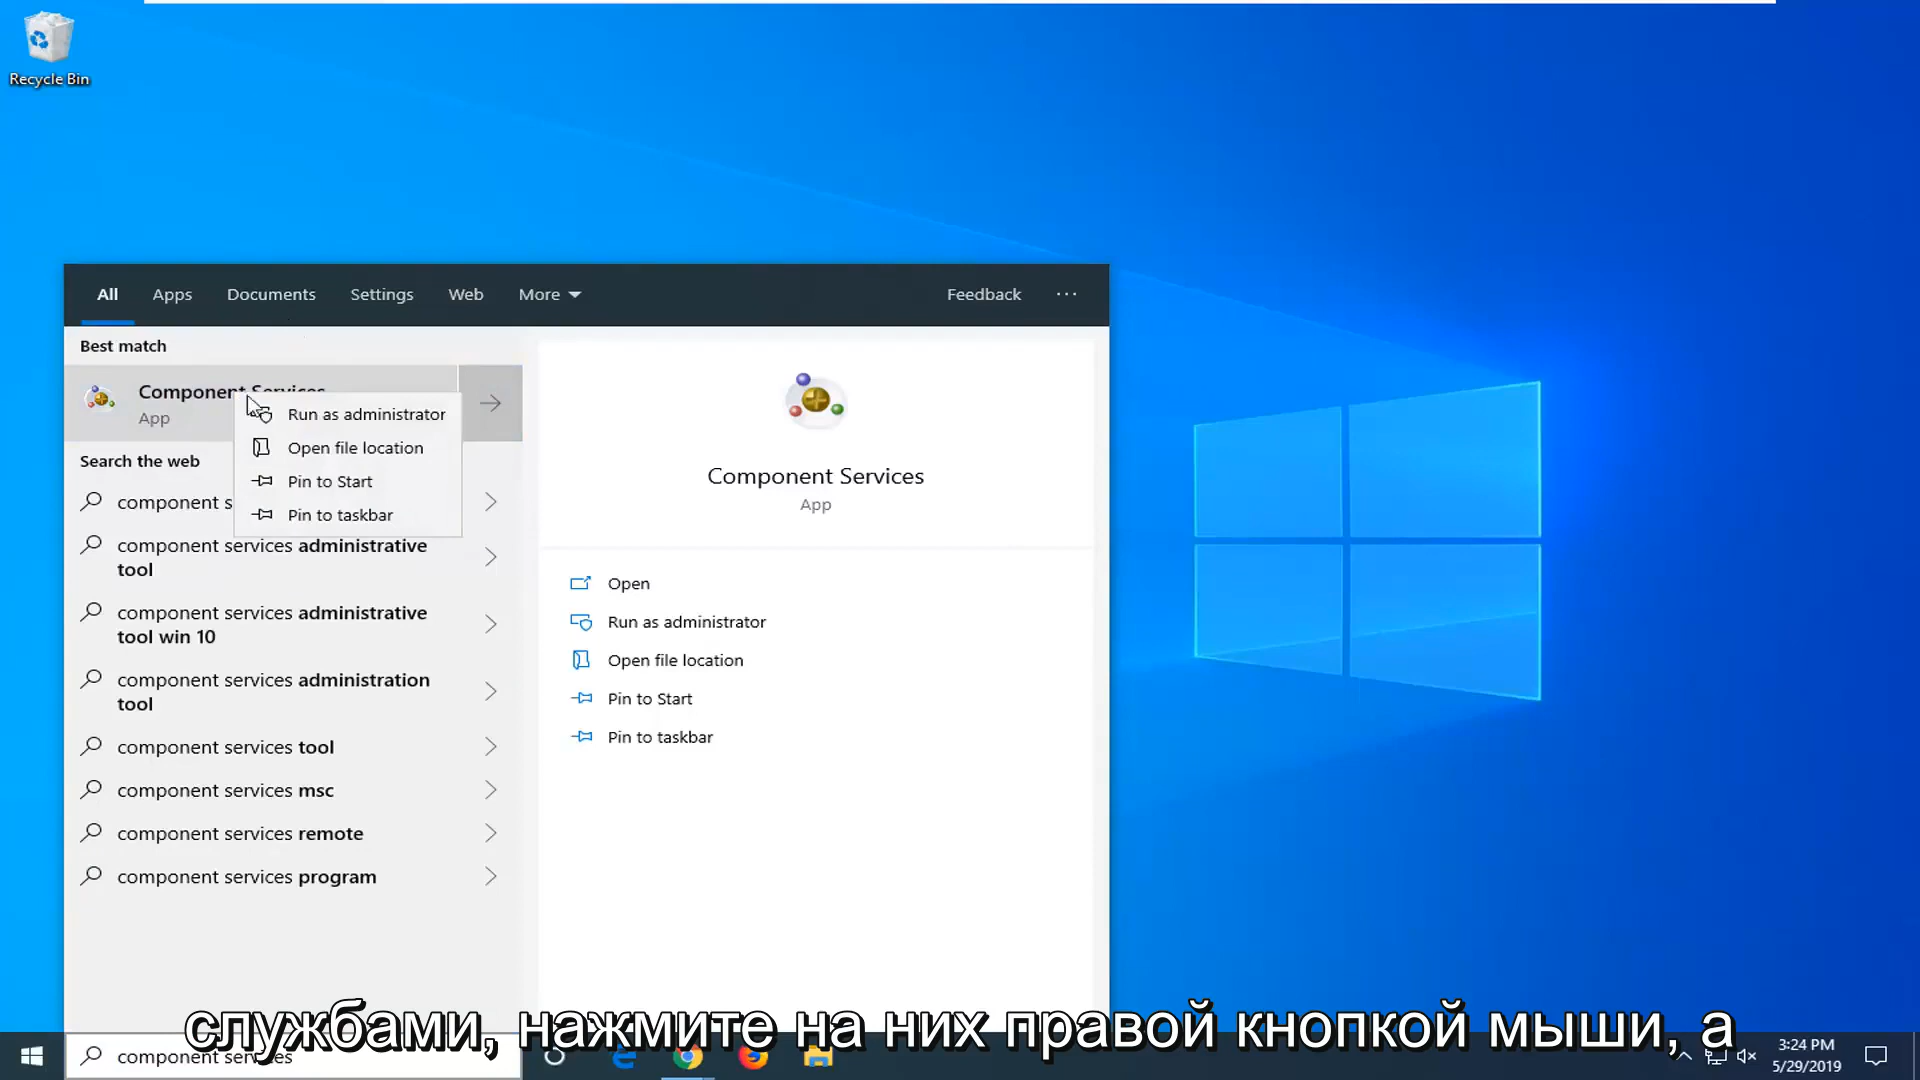 Recycle Bin
All Apps Documents Settings Web More Feedback ...
Best match
Component Services
App
Run as administrator
Open file location
Pin to Start
Pin to taskbar
Search the web
component s
component services administrative
tool
component services administrative
tool win 10
component services administration
tool
component services tool
component services msc
component services remote
component services program
Component Services
App
Open
Run as administrator
Open file location
Pin to Start
Pin to taskbar
службами, нажмите на них правой кнопкой мыши, а
component services
3:24 PM
5/29/2019